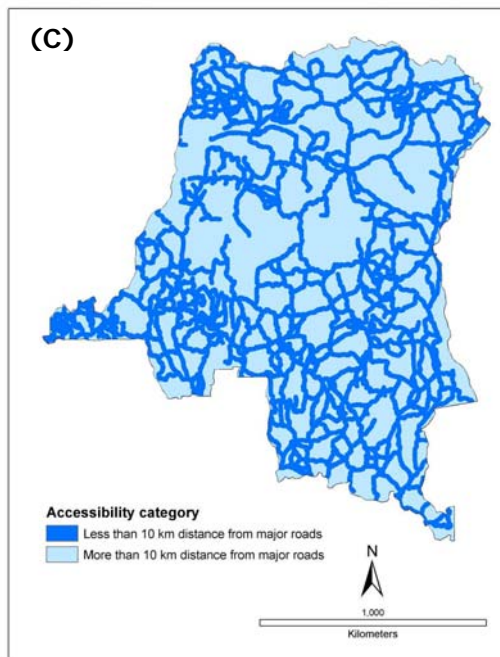 (C)
Accessibility category
Less than 10 km distance from major roads
More than 10 km distance from major roads
N
1,000
Kilometers